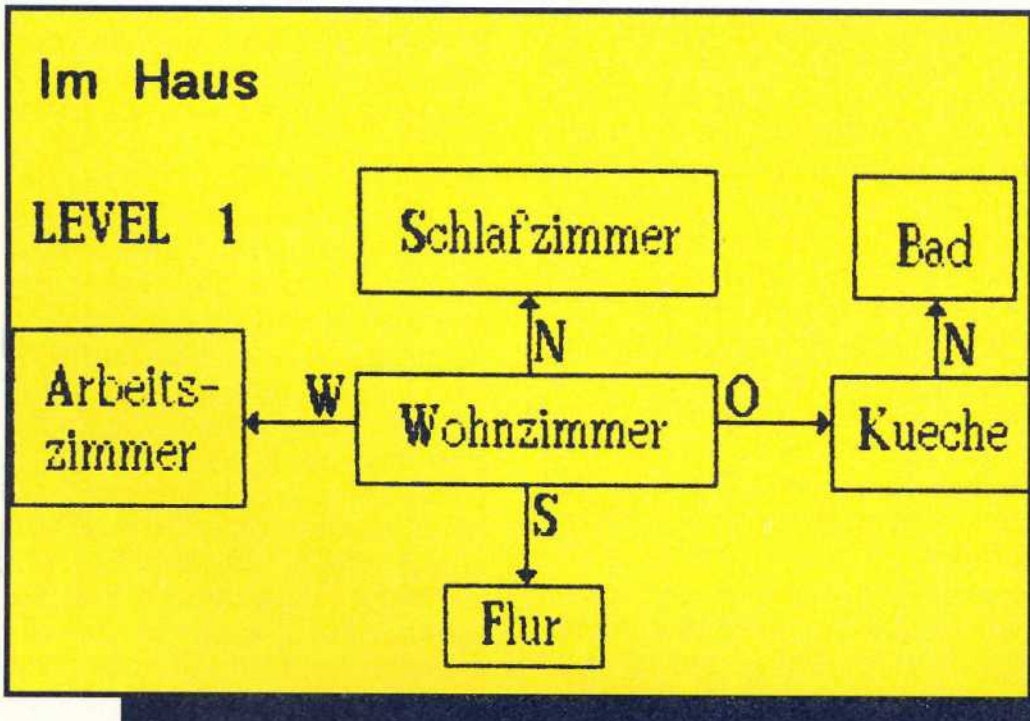 Im Haus
LEVEL 1
Schlafzimmer
Bad
N
N
Arbeits-
zimmer
W
Wohnzimmer
O
Kueche
S
Flur